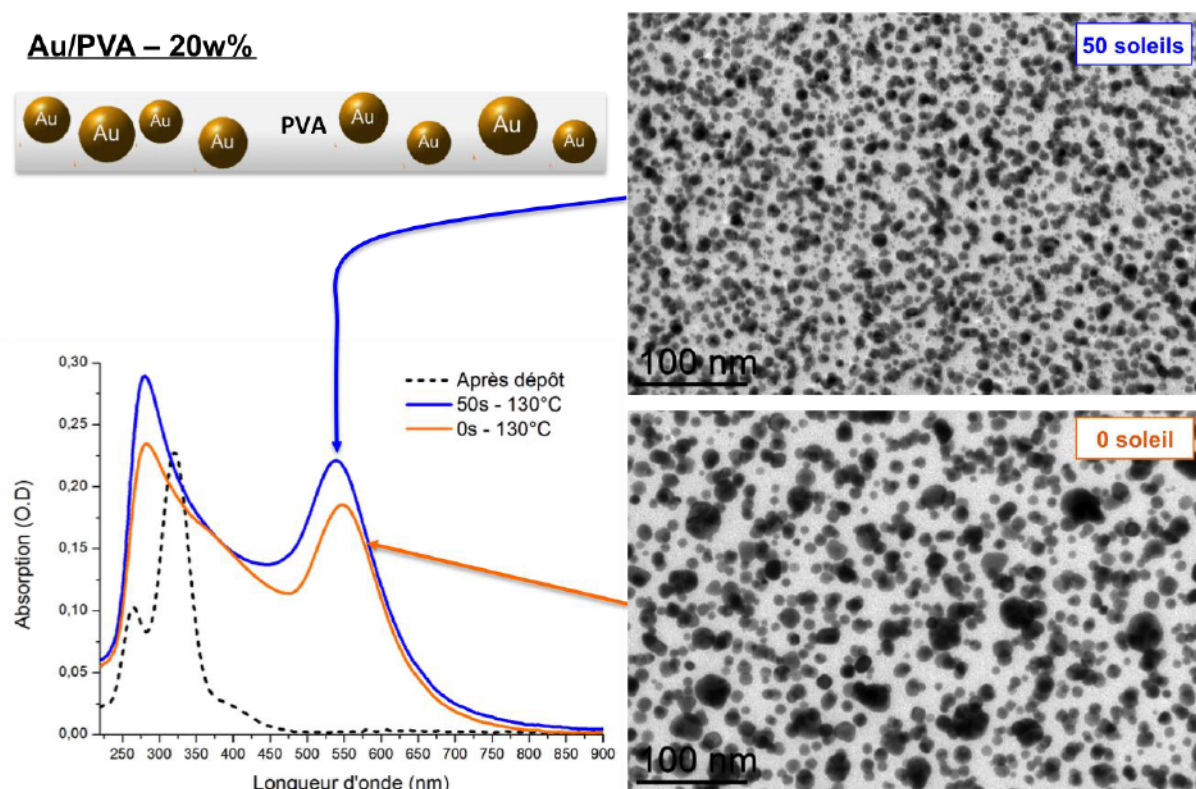 Au/PVA – 20w%
Au Au Au Au PVA Au Au Au Au
50 soleils
100 nm
0 soleil
100 nm
Absorption (O.D)
0,30
0,25
0,20
0,15
0,10
0,05
0,00
Après dépôt
50s - 130°C
0s - 130°C
250 300 350 400 450 500 550 600 650 700 750 800 850 900
Longueur d'onde (nm)